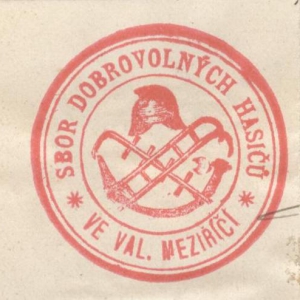 SBOR DOBROVOLNÝCH HASIČŮ
* VE VAL. MEZIŘÍČÍ *